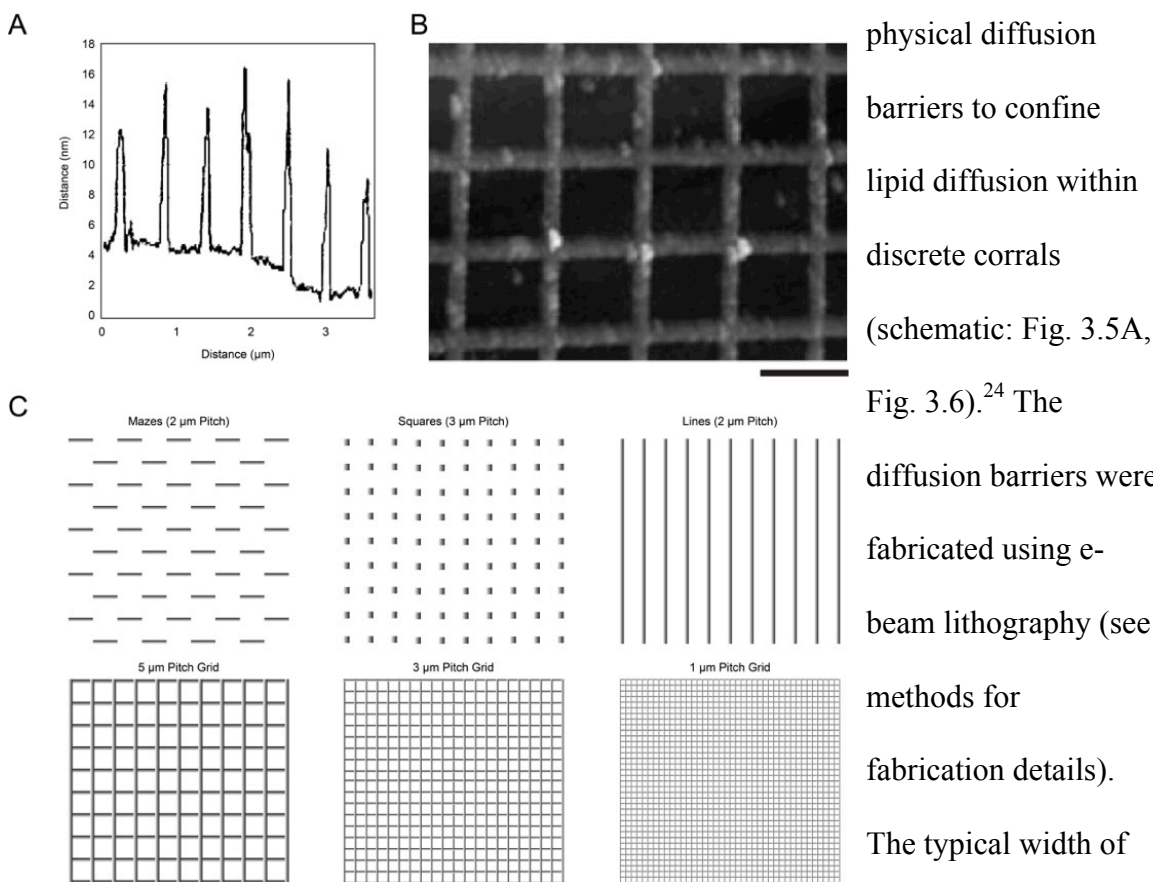 A
18
16
14
12
10
8
6
4
2
0
Distance (nm)
0 1 2 3
Distance (µm)
B
C
Mazes (2 µm Pitch)
Squares (3 µm Pitch)
Lines (2 µm Pitch)
5 µm Pitch Grid
3 µm Pitch Grid
1 µm Pitch Grid
physical diffusion
barriers to confine
lipid diffusion within
discrete corrals
(schematic: Fig. 3.5A,
Fig. 3.6).24 The
diffusion barriers were
fabricated using e-
beam lithography (see
methods for
fabrication details).
The typical width of